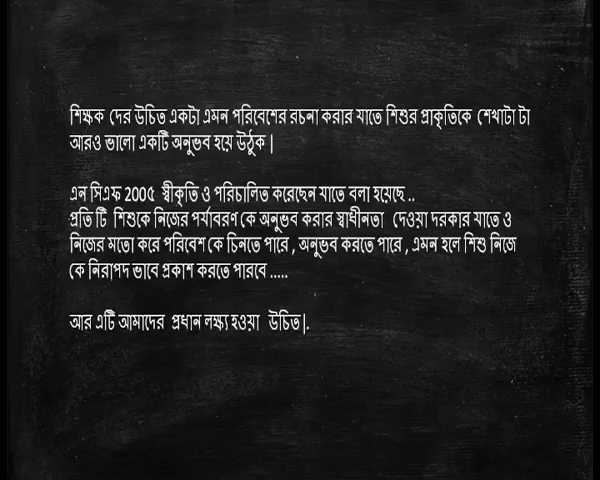 শিক্ষক দের উচিত একটা এমন পরিবেশের রচনা করার যাতে শিশুর প্রাকৃতিকে শেখাটা টা
আরও ভালো একটি অনুভব হয়ে উঠুক |
এন সিএফ 200৫ স্বীকৃতি ও পরিচালিত করেছেন যাতে বলা হয়েছে ..
প্রতি টি শিশুকে নিজের পর্যাবরণ কে অনুভব করার স্বাধীনতা দেওয়া দরকার যাতে ও
নিজের মতো করে পরিবেশ কে চিনতে পারে , অনুভব করতে পারে , এমন হলে শিশু নিজে
কে নিরাপদ ভাবে প্রকাশ করতে পারবে .....
আর এটি আমাদের প্রধান লক্ষ্য হওয়া উচিত|.